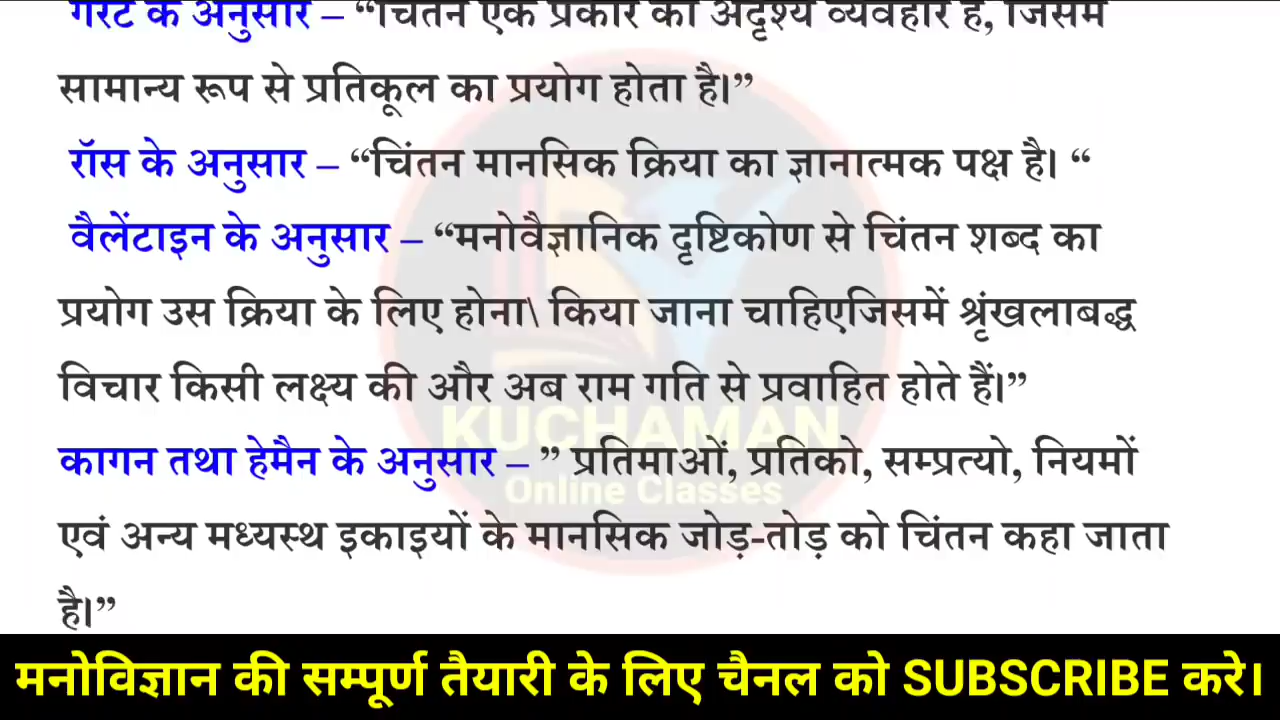 गैरेट के अनुसार – “चिंतन एक प्रकार का अदृश्य व्यवहार है, जिसमें
सामान्य रूप से प्रतिकूल का प्रयोग होता है।”
रॉस के अनुसार – “चिंतन मानसिक क्रिया का ज्ञानात्मक पक्ष है। “
वैलेंटाइन के अनुसार – “मनोवैज्ञानिक दृष्टिकोण से चिंतन शब्द का
प्रयोग उस क्रिया के लिए होना\ किया जाना चाहिएजिसमें श्रृंखलाबद्ध
विचार किसी लक्ष्य की और अब राम गति से प्रवाहित होते हैं।”
KUCHAMAN
कागन तथा हेमैन के अनुसार – ” प्रतिमाओं, प्रतिको, सम्प्रत्यो, नियमों
Online Classes
एवं अन्य मध्यस्थ इकाइयों के मानसिक जोड़-तोड़ को चिंतन कहा जाता
है।”
मनोविज्ञान की सम्पूर्ण तैयारी के लिए चैनल को SUBSCRIBE करे।